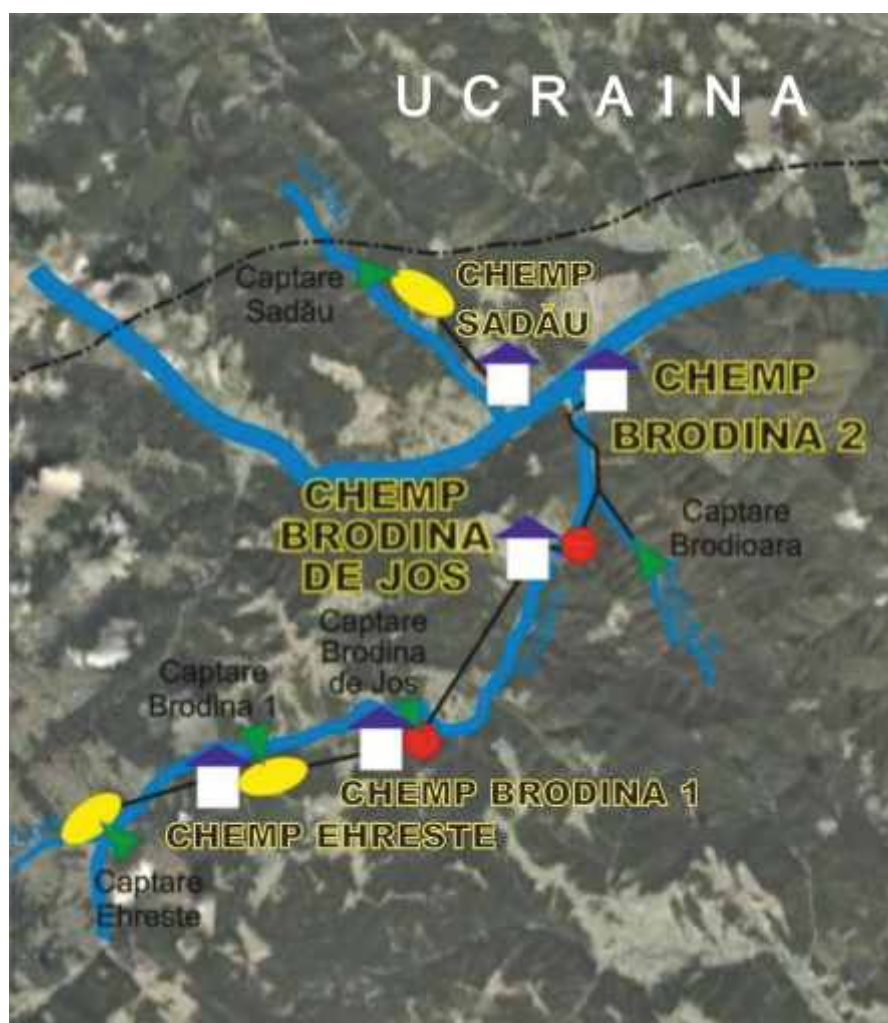 UCRAINA
Captare
Sadău
CHEMP
SADĂU
CHEMP
BRODINA 2
CHEMP
BRODINA
DE JOS
Captare
Brodioara
Captare
Brodina
de Jos
Captare
Brodina 1
CHEMP BRODINA 1
CHEMP EHRESTE
Captare
Ehreste